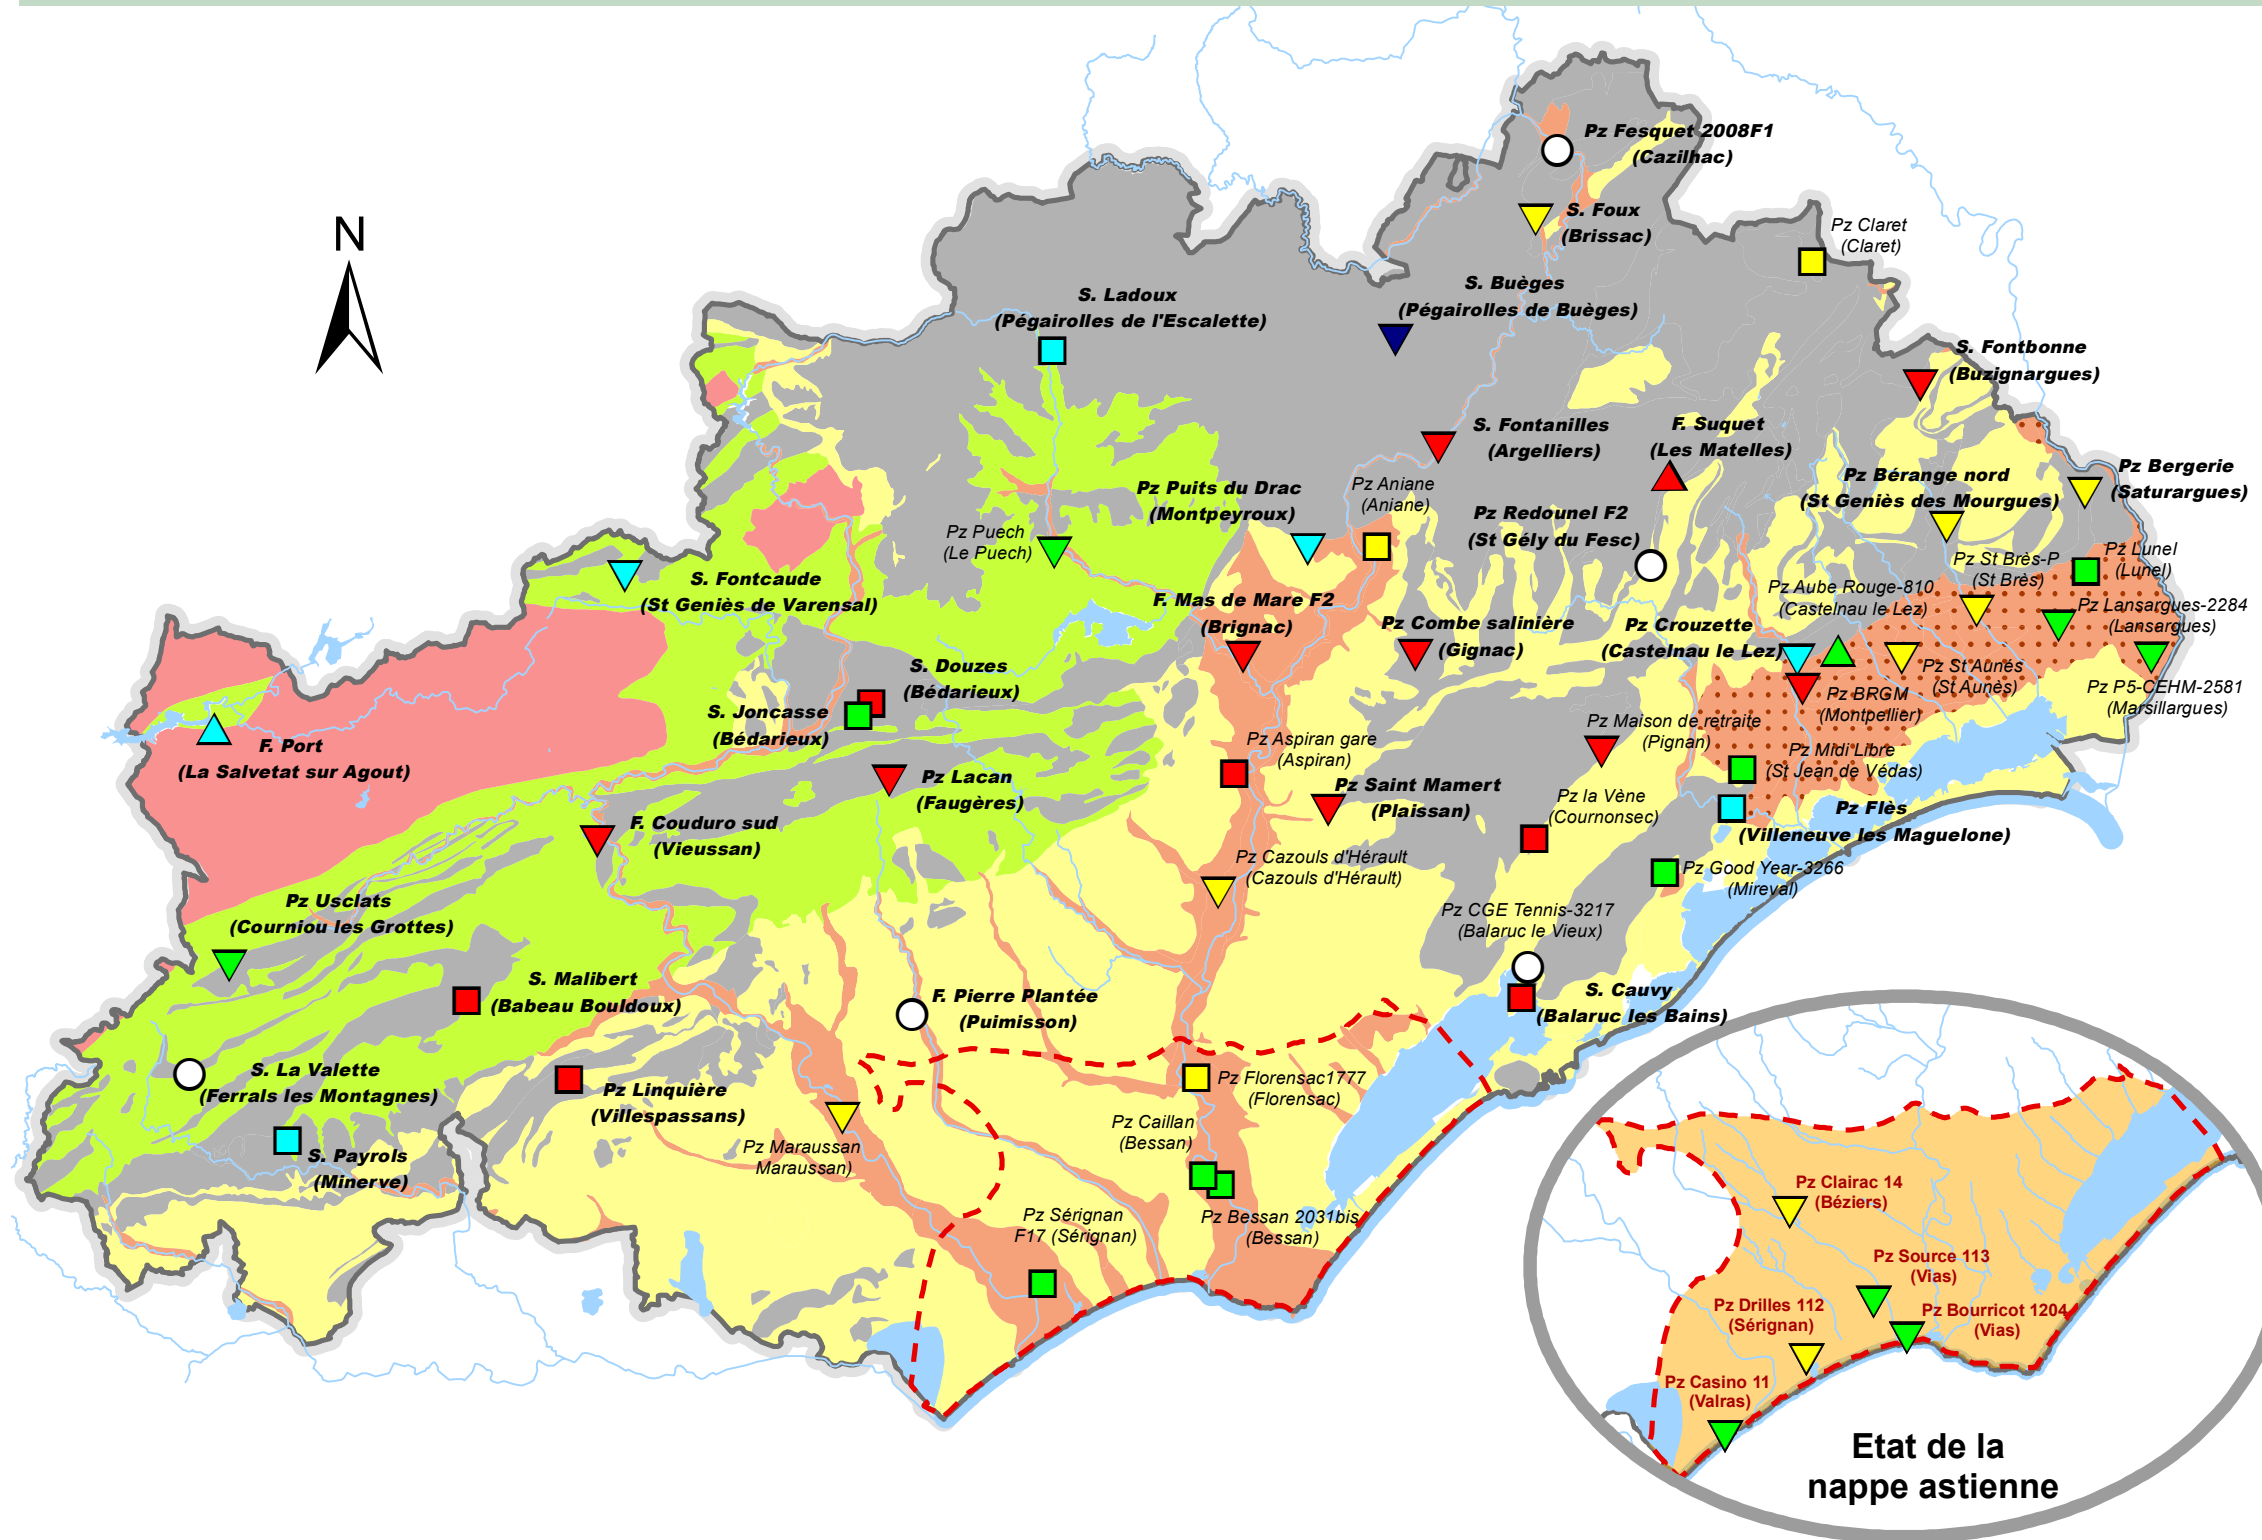 N
Pz Fesquet 2008F1
(Cazilhac)
S. Foux
(Brissac)
Pz Claret
(Claret)
S. Buèges
(Pégairolles de Buèges)
S. Ladoux
(Pégairolles de l'Escalette)
S. Fontbonne
(Buzignargues)
S. Fontanilles
(Argelliers)
F. Suquet
(Les Matelles)
Pz Bérange nord
(St Geniès des Mourgues)
Pz Bergerie
(Saturargues)
Pz Puits du Drac
(Montpeyroux)
Pz Aniane
(Aniane)
Pz Redounel F2
(St Gély du Fesc)
Pz Puech
(Le Puech)
Pz St Brès-P
(St Brès)
Pz Lunel
(Lunel)
S. Fontcaude
(St Geniès de Varensal)
Pz Aube Rouge-810
(Castelnau le Lez)
F. Mas de Mare F2
(Brignac)
Pz Combe salinière
(Gignac)
Pz Crouzette
(Castelnau le Lez)
Pz Lansargues-2284
(Lansargues)
S. Douzes
(Bédarieux)
Pz St Aunés
(St Aunès)
Pz P5-CEHM-2581
(Marsillargues)
S. Joncasse
(Bédarieux)
Pz BRGM
(Montpellier)
Pz Maison de retraite
(Pignan)
F. Port
(La Salvetat sur Agout)
Pz Aspiran gare
(Aspiran)
Pz Midi Libre
(St Jean de Védas)
Pz Lacan
(Faugères)
Pz Saint Mamert
(Plaissan)
Pz la Vène
(Cournonsec)
Pz Flès
(Villeneuve les Maguelone)
F. Couduro sud
(Vieussan)
Pz Cazouls d'Hérault
(Cazouls d'Hérault)
Pz Good Year-3266
(Mireval)
Pz Usclats
(Courniou les Grottes)
Pz CGE Tennis-3217
(Balaruc le Vieux)
S. Malibert
(Babeau Bouldoux)
F. Pierre Plantée
(Puimisson)
S. Cauvy
(Balaruc les Bains)
S. La Valette
(Ferrals les Montagnes)
Pz Linquière
(Villespassans)
Pz Florensac1777
(Florensac)
Pz Caillan
(Bessan)
S. Payrols
(Minerve)
Pz Maraussan
Maraussan)
Pz Sérignan
F17 (Sérignan)
Pz Bessan 2031bis
(Bessan)
Pz Clairac 14
(Béziers)
Pz Source 113
(Vias)
Pz Drilles 112
(Sérignan)
Pz Bourricot 1204
(Vias)
Pz Casino 11
(Valras)
Etat de la
nappe astienne